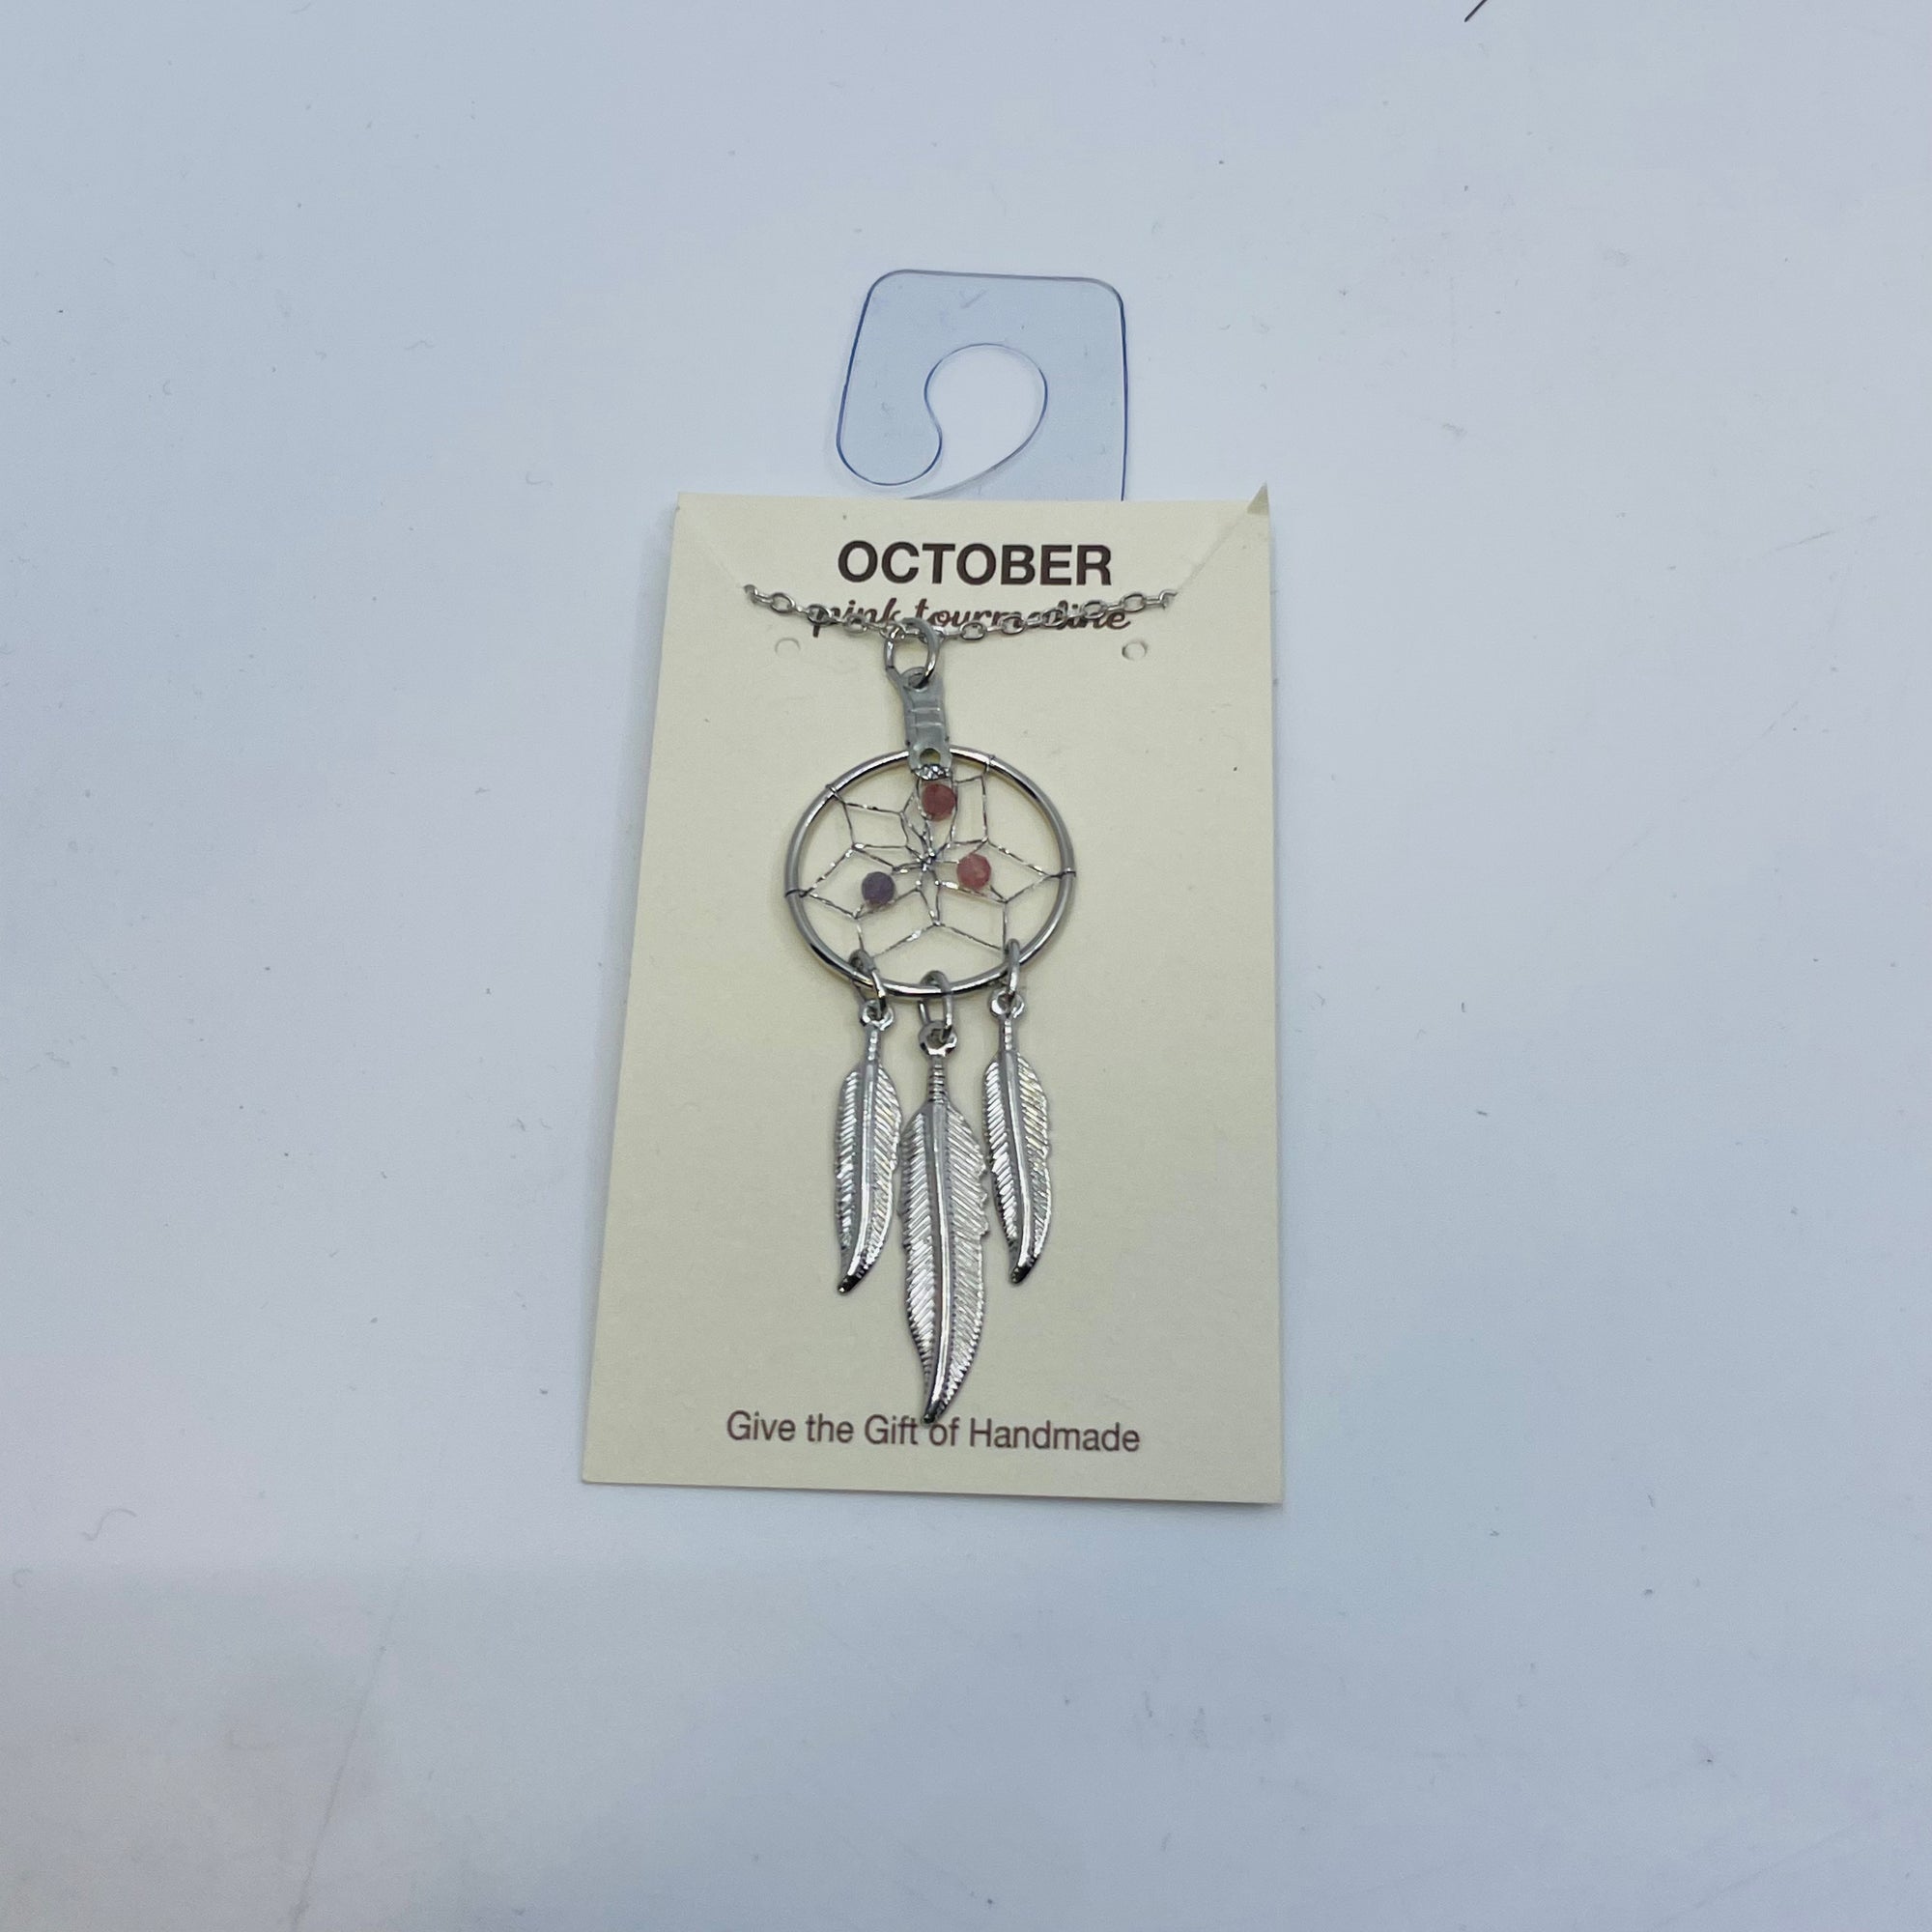 OCTOBER
pink tourmaline
Give the Gift of Handmade